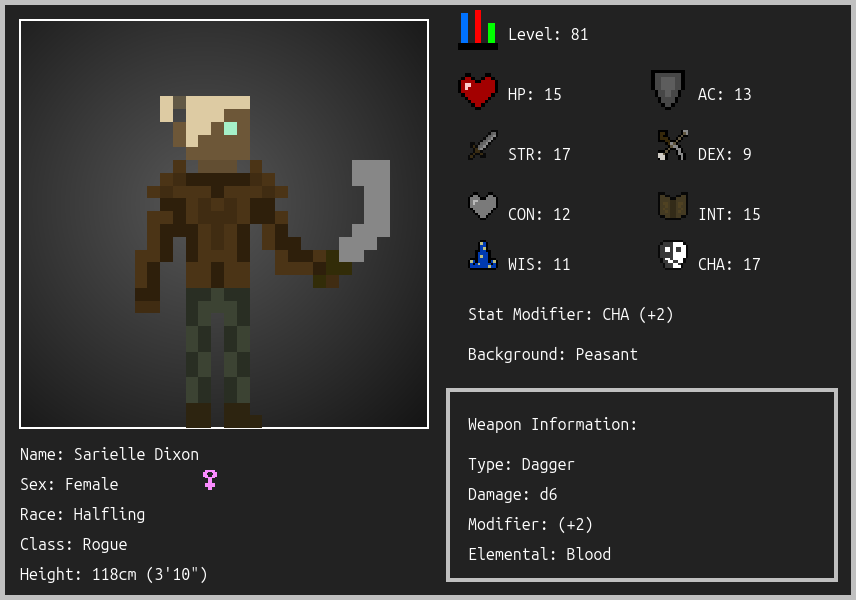 Level: 81
HP: 15
AC: 13
STR: 17
DEX: 9
CON: 12
INT: 15
WIS: 11
CHA: 17
Stat Modifier: CHA (+2)
Background: Peasant
Weapon Information:
Type: Dagger
Damage: d6
Modifier: (+2)
Elemental: Blood
Name: Sarielle Dixon
Sex: Female
Race: Halfling
Class: Rogue
Height: 118cm (3'10")